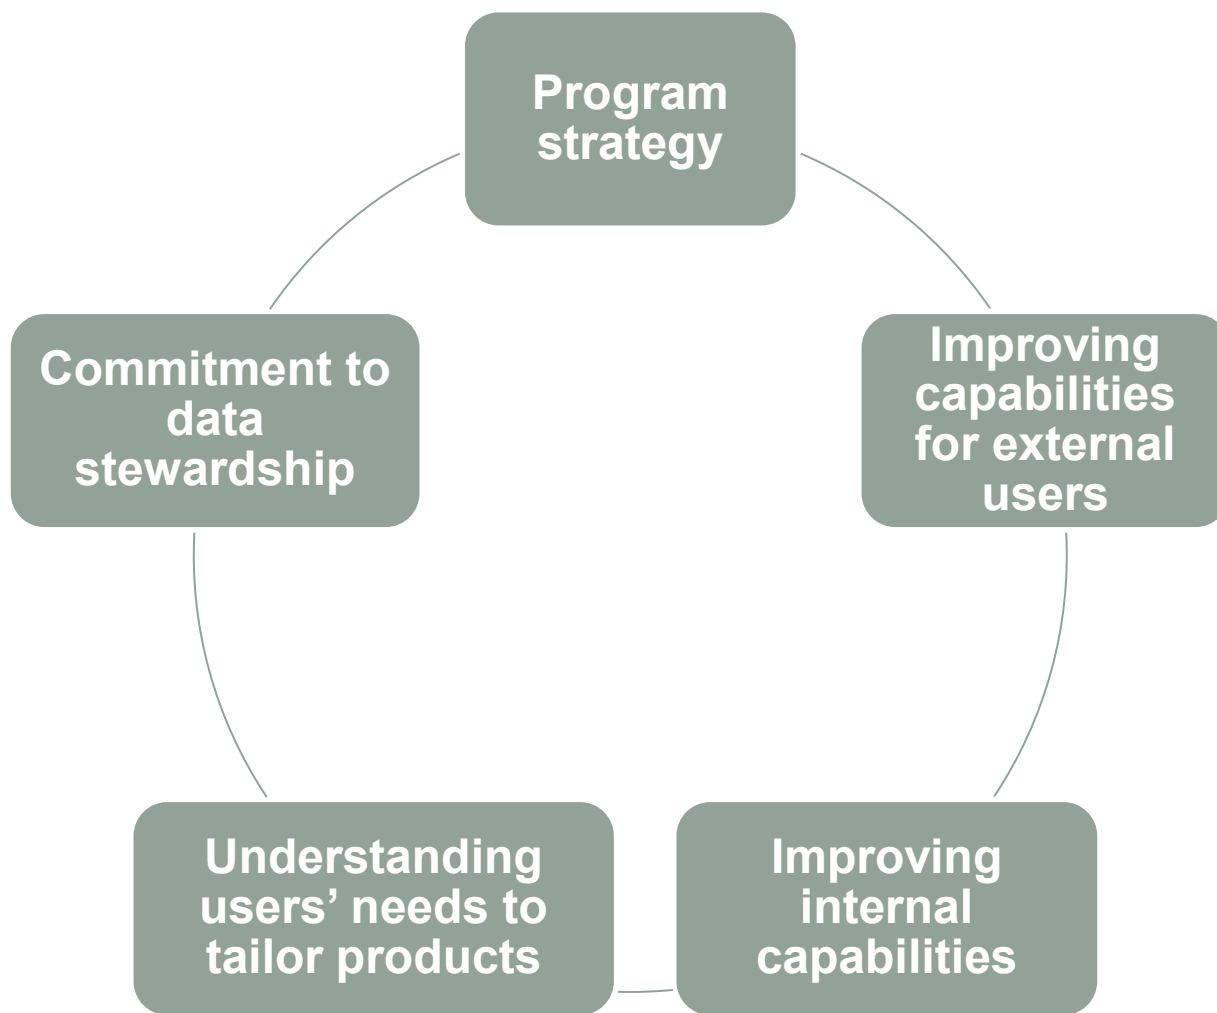 Program
strategy
Improving
capabilities
for external
users
Improving
internal
capabilities
Understanding
users’ needs to
tailor products
Commitment to
data
stewardship